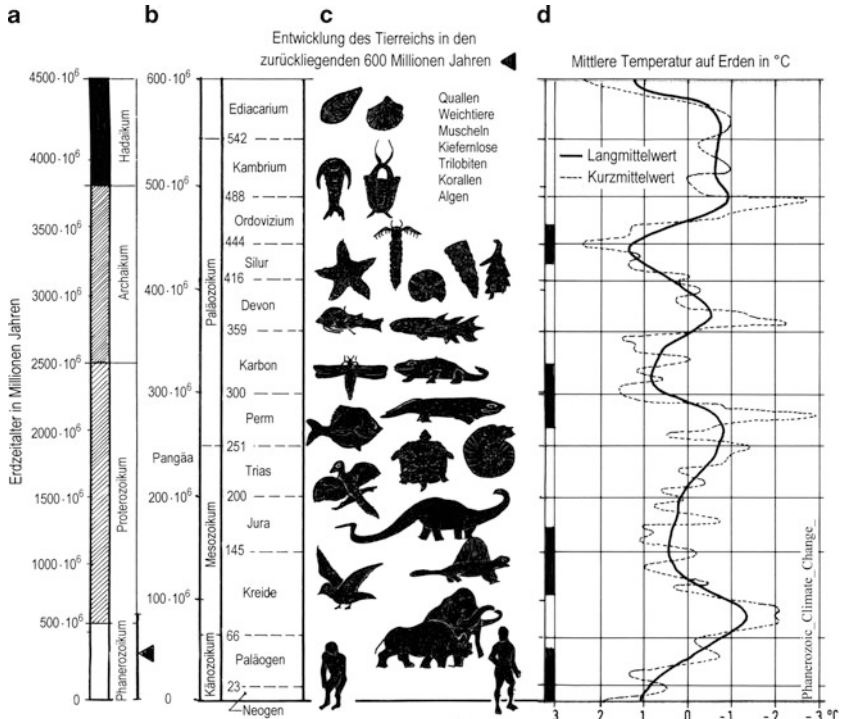 a
b
c
d
Entwicklung des Tierreichs in den
zurückliegenden 600 Millionen Jahren
Mittlere Temperatur auf Erden in °C
Erdzeitalter in Millionen Jahren
4500·10⁶
4000·10⁶
3500·10⁶
3000·10⁶
2500·10⁶
2000·10⁶
1500·10⁶
1000·10⁶
500·10⁶
0
Hadaikum
Archaikum
Proterozoikum
Phanerozoikum
600·10⁶
500·10⁶
400·10⁶
300·10⁶
Pangäa
200·10⁶
100·10⁶
0
Paläozoikum
Mesozoikum
Känozoikum
Ediacarium
542
Kambrium
488
Ordovizium
444
Silur
416
Devon
359
Karbon
300
Perm
251
Trias
200
Jura
145
Kreide
66
Paläogen
23
Neogen
Quallen
Weichtiere
Muscheln
Kiefernlose
Trilobiten
Korallen
Algen
Langmittelwert
Kurzmittelwert
Phanerozoic_Climate_Change_
3 2 1 0 -1 -2 -3 °C